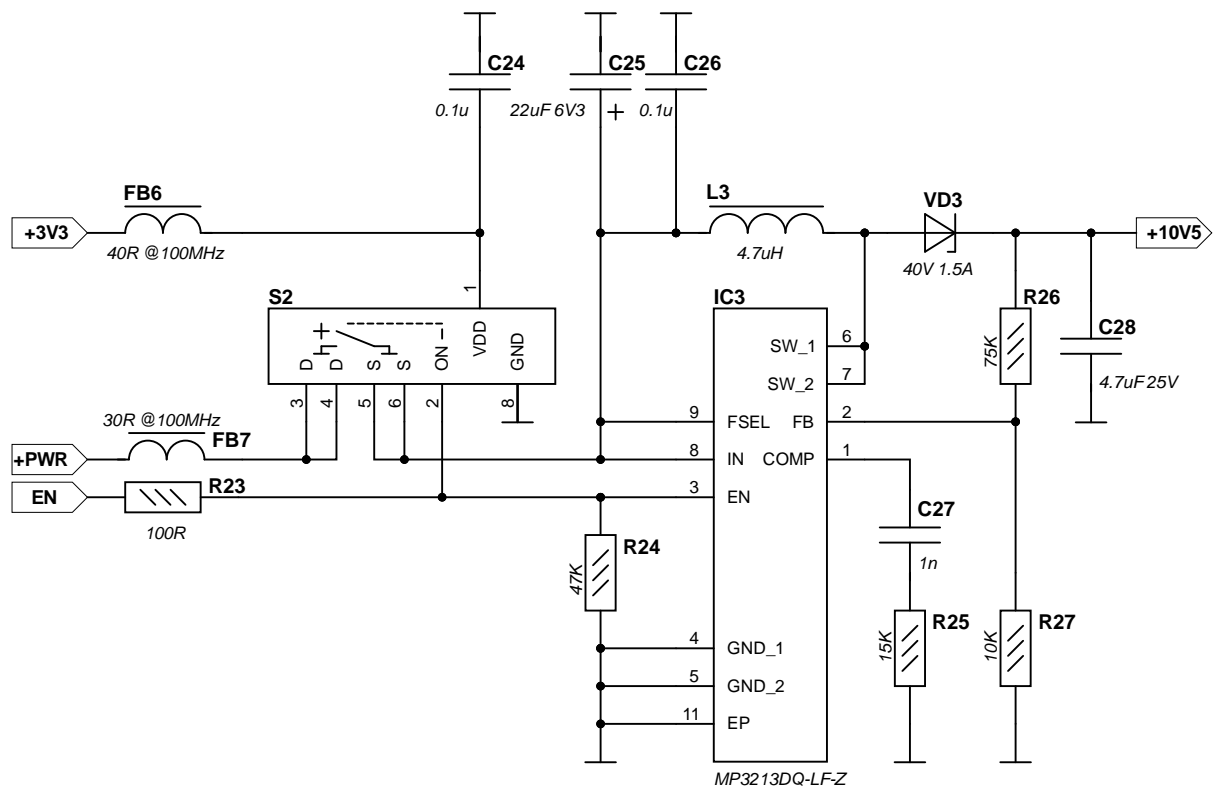 C24
0.1u
C25
22uF 6V3
+
C26
0.1u
FB6
+3V3
40R @100MHz
L3
4.7uH
VD3
40V 1.5A
+10V5
S2
1
+
-
D
D
S
S
ON
VDD
GND
3
4
5
6
2
8
IC3
SW_1
6
SW_2
7
9
FSEL
FB
2
8
IN
COMP
1
3
EN
4
GND_1
5
GND_2
11
EP
MP3213DQ-LF-Z
R26
75K
C28
4.7uF 25V
30R @100MHz
FB7
+PWR
EN
R23
100R
R24
47K
C27
1n
R25
15K
R27
10K